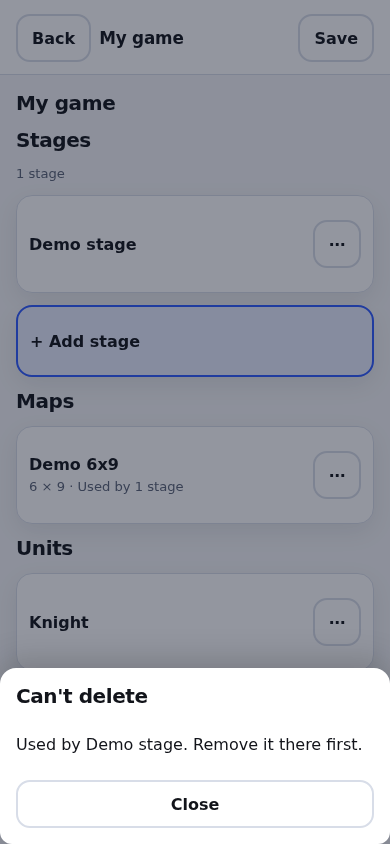 Back
My game
Save
My game
Stages
1 stage
Demo stage
...
+ Add stage
Maps
Demo 6x9
6 × 9 · Used by 1 stage
...
Units
Knight
...
Can't delete
Used by Demo stage. Remove it there first.
Close